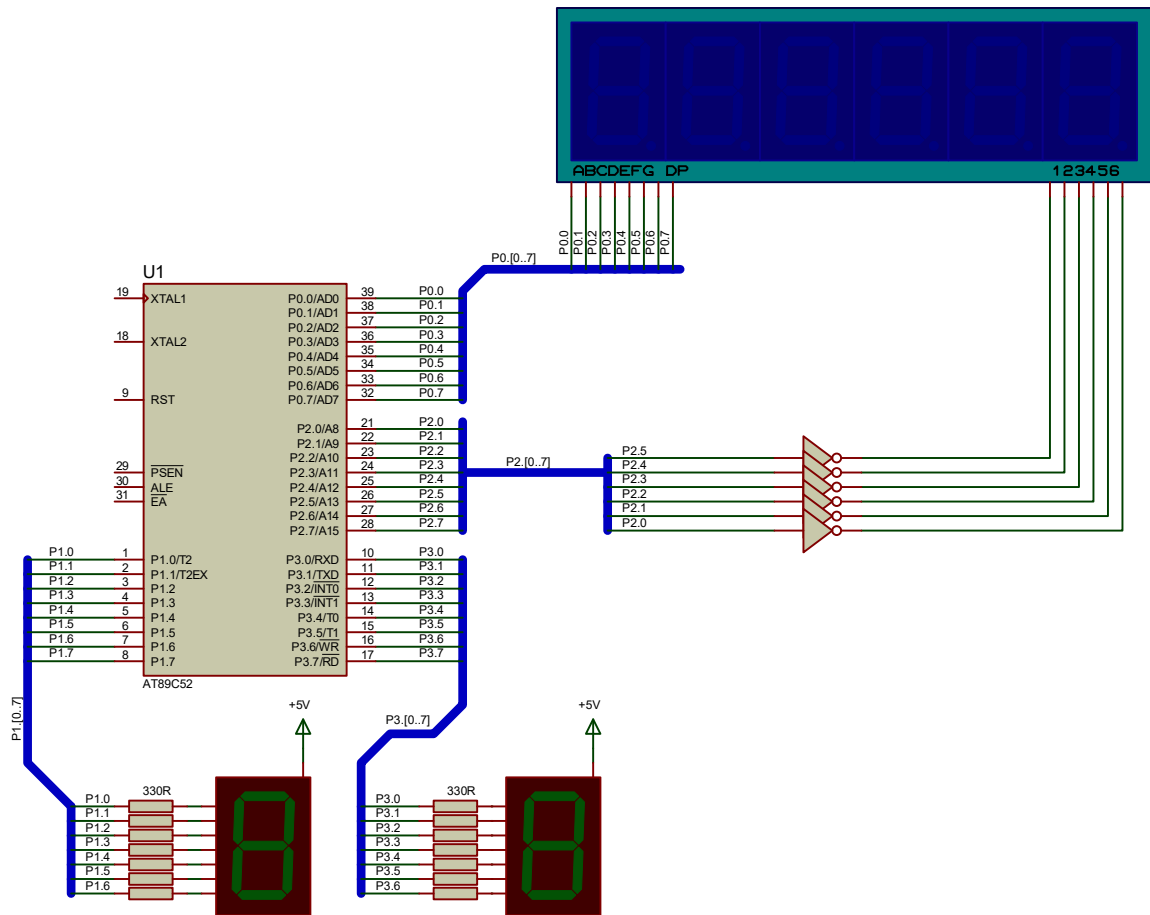 ABCDEFG DP
123456
P0.0
P0.1
P0.2
P0.3
P0.4
P0.5
P0.6
P0.7
P0.[0..7]
U1
19 XTAL1
18 XTAL2
9 RST
29 PSEN
30 ALE
31 EA
1 P1.0/T2
2 P1.1/T2EX
3 P1.2
4 P1.3
5 P1.4
6 P1.5
7 P1.6
8 P1.7
P0.0/AD0 39 P0.0
P0.1/AD1 38 P0.1
P0.2/AD2 37 P0.2
P0.3/AD3 36 P0.3
P0.4/AD4 35 P0.4
P0.5/AD5 34 P0.5
P0.6/AD6 33 P0.6
P0.7/AD7 32 P0.7
P2.0/A8 21 P2.0
P2.1/A9 22 P2.1
P2.2/A10 23 P2.2
P2.3/A11 24 P2.3
P2.4/A12 25 P2.4
P2.5/A13 26 P2.5
P2.6/A14 27 P2.6
P2.7/A15 28 P2.7
P3.0/RXD 10 P3.0
P3.1/TXD 11 P3.1
P3.2/INT0 12 P3.2
P3.3/INT1 13 P3.3
P3.4/T0 14 P3.4
P3.5/T1 15 P3.5
P3.6/WR 16 P3.6
P3.7/RD 17 P3.7
AT89C52
P2.[0..7]
P2.5
P2.4
P2.3
P2.2
P2.1
P2.0
P1.0
P1.1
P1.2
P1.3
P1.4
P1.5
P1.6
P1.7
P1.[0..7]
P3.[0..7]
+5V
330R
P1.0
P1.1
P1.2
P1.3
P1.4
P1.5
P1.6
+5V
330R
P3.0
P3.1
P3.2
P3.3
P3.4
P3.5
P3.6